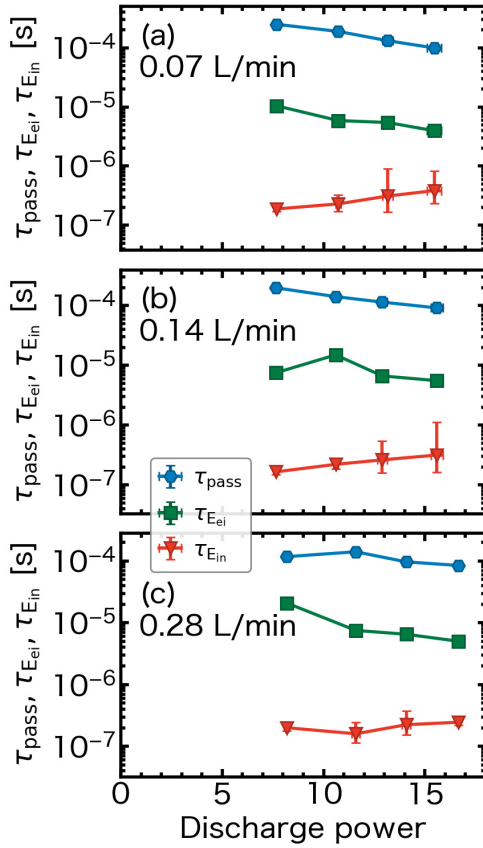 (a)
0.07 L/min
10⁻⁴
10⁻⁵
10⁻⁶
10⁻⁷
τpass, τEei, τEin [s]
(b)
0.14 L/min
10⁻⁴
10⁻⁵
10⁻⁶
10⁻⁷
τpass, τEei, τEin [s]
τpass
τEei
τEin
(c)
0.28 L/min
10⁻⁴
10⁻⁵
10⁻⁶
10⁻⁷
τpass, τEei, τEin [s]
0 5 10 15
Discharge power